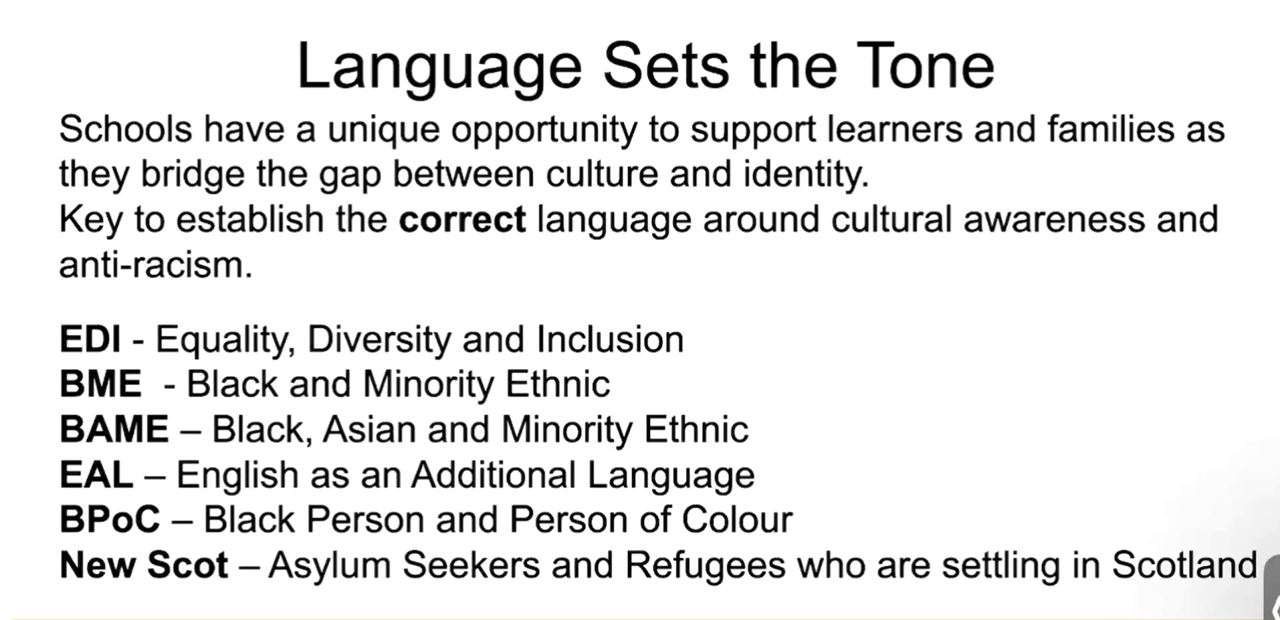 Language Sets the Tone
Schools have a unique opportunity to support learners and families as
they bridge the gap between culture and identity.
Key to establish the correct language around cultural awareness and
anti-racism.
EDI - Equality, Diversity and Inclusion
BME - Black and Minority Ethnic
BAME – Black, Asian and Minority Ethnic
EAL – English as an Additional Language
BPoC – Black Person and Person of Colour
New Scot – Asylum Seekers and Refugees who are settling in Scotland